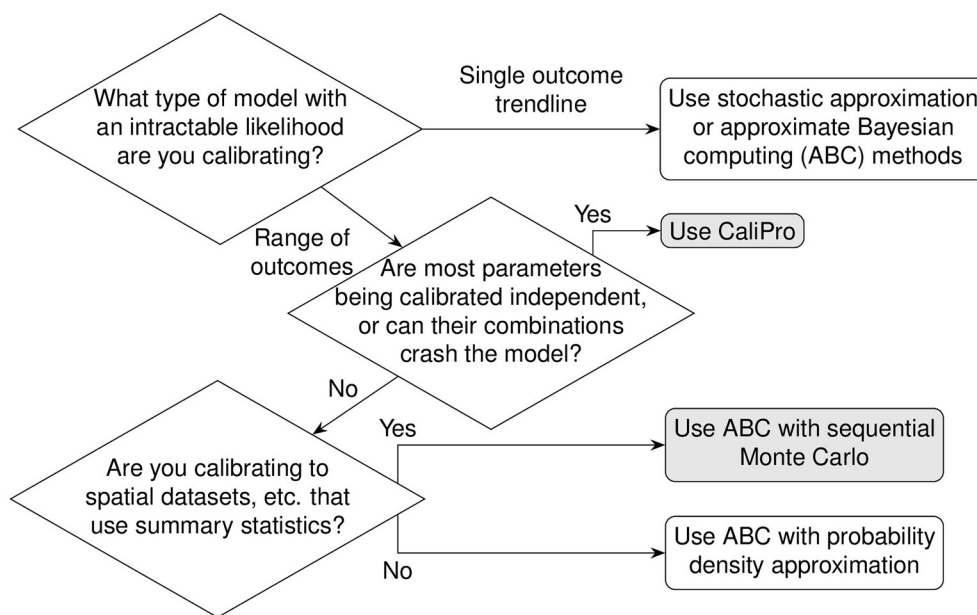 What type of model with
an intractable likelihood
are you calibrating?
Single outcome
trendline
Use stochastic approximation
or approximate Bayesian
computing (ABC) methods
Range of
outcomes
Are most parameters
being calibrated independent,
or can their combinations
crash the model?
Yes
Use CaliPro
No
Are you calibrating to
spatial datasets, etc. that
use summary statistics?
Yes
Use ABC with sequential
Monte Carlo
No
Use ABC with probability
density approximation